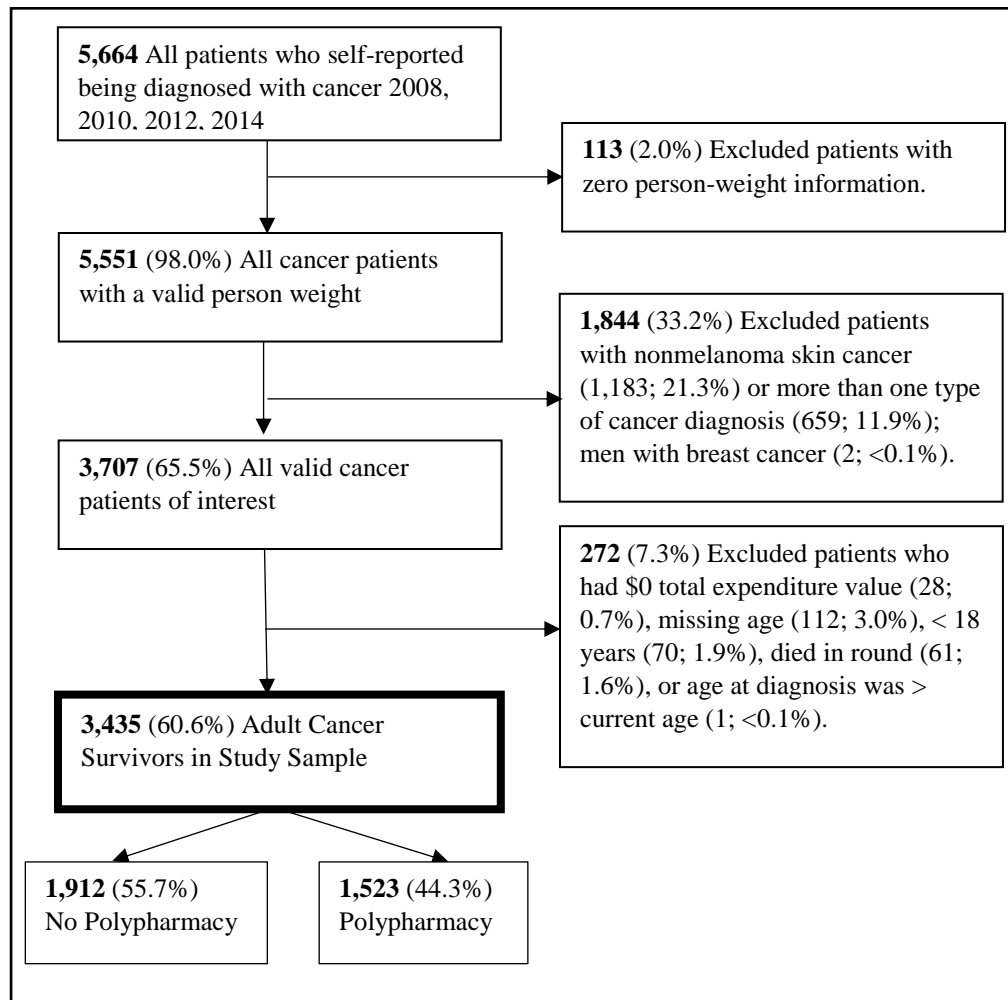 5,664 All patients who self-reported
being diagnosed with cancer 2008,
2010, 2012, 2014
113 (2.0%) Excluded patients with
zero person-weight information.
5,551 (98.0%) All cancer patients
with a valid person weight
1,844 (33.2%) Excluded patients
with nonmelanoma skin cancer
(1,183; 21.3%) or more than one type
of cancer diagnosis (659; 11.9%);
men with breast cancer (2; <0.1%).
3,707 (65.5%) All valid cancer
patients of interest
272 (7.3%) Excluded patients who
had $0 total expenditure value (28;
0.7%), missing age (112; 3.0%), < 18
years (70; 1.9%), died in round (61;
1.6%), or age at diagnosis was >
current age (1; <0.1%).
3,435 (60.6%) Adult Cancer
Survivors in Study Sample
1,912 (55.7%)
No Polypharmacy
1,523 (44.3%)
Polypharmacy